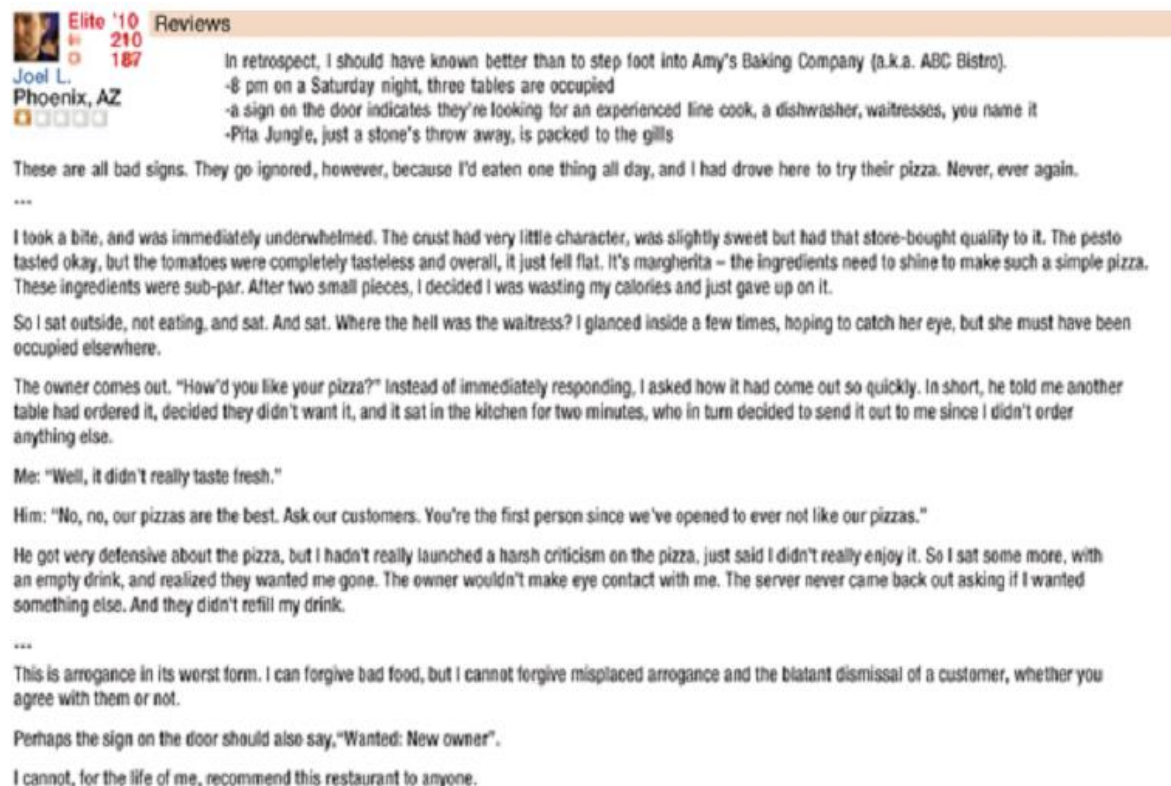 Elite '10 Reviews
210
187
Joel L.
Phoenix, AZ
In retrospect, I should have known better than to step foot into Amy's Baking Company (a.k.a. ABC Bistro).
-8 pm on a Saturday night, three tables are occupied
-a sign on the door indicates they're looking for an experienced line cook, a dishwasher, waitresses, you name it
-Pita Jungle, just a stone's throw away, is packed to the gills
These are all bad signs. They go ignored, however, because I'd eaten one thing all day, and I had drove here to try their pizza. Never, ever again.
...
I took a bite, and was immediately underwhelmed. The crust had very little character, was slightly sweet but had that store-bought quality to it. The pesto
tasted okay, but the tomatoes were completely tasteless and overall, it just fell flat. It's margherita – the ingredients need to shine to make such a simple pizza.
These ingredients were sub-par. After two small pieces, I decided I was wasting my calories and just gave up on it.
So I sat outside, not eating, and sat. And sat. Where the hell was the waitress? I glanced inside a few times, hoping to catch her eye, but she must have been
occupied elsewhere.
The owner comes out. "How'd you like your pizza?" Instead of immediately responding, I asked how it had come out so quickly. In short, he told me another
table had ordered it, decided they didn't want it, and it sat in the kitchen for two minutes, who in turn decided to send it out to me since I didn't order
anything else.
Me: "Well, it didn't really taste fresh."
Him: "No, no, our pizzas are the best. Ask our customers. You're the first person since we've opened to ever not like our pizzas."
He got very defensive about the pizza, but I hadn't really launched a harsh criticism on the pizza, just said I didn't really enjoy it. So I sat some more, with
an empty drink, and realized they wanted me gone. The owner wouldn't make eye contact with me. The server never came back out asking if I wanted
something else. And they didn't refill my drink.
...
This is arrogance in its worst form. I can forgive bad food, but I cannot forgive misplaced arrogance and the blatant dismissal of a customer, whether you
agree with them or not.
Perhaps the sign on the door should also say,"Wanted: New owner".
I cannot, for the life of me, recommend this restaurant to anyone.